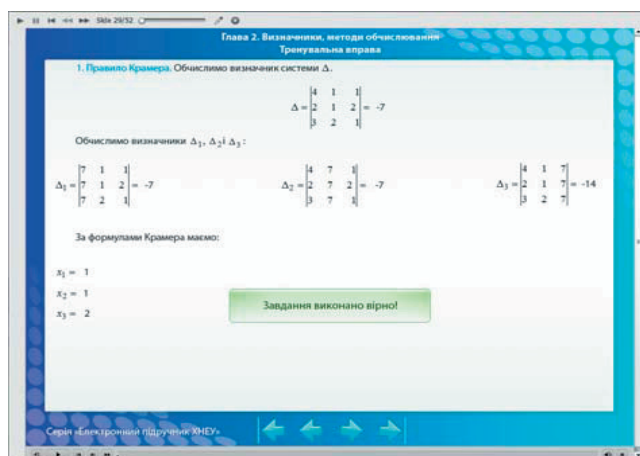 Slide 29/52
Глава 2. Визначники, методи обчислювання
Тренувальна вправа
1. Правило Крамера. Обчислимо визначник системи Δ.
Δ = |4 1 1; 2 1 2; 3 2 1| = -7
Обчислимо визначники Δ₁, Δ₂ і Δ₃ :
Δ₁ = |7 1 1; 7 1 2; 7 2 1| = -7 Δ₂ = |4 7 1; 2 7 2; 3 7 1| = -7 Δ₃ = |4 1 7; 2 1 7; 3 2 7| = -14
За формулами Крамера маємо:
x₁ = 1
x₂ = 1
x₃ = 2
Завдання виконано вірно!
Серія «Електронний підручник ХНЕУ»